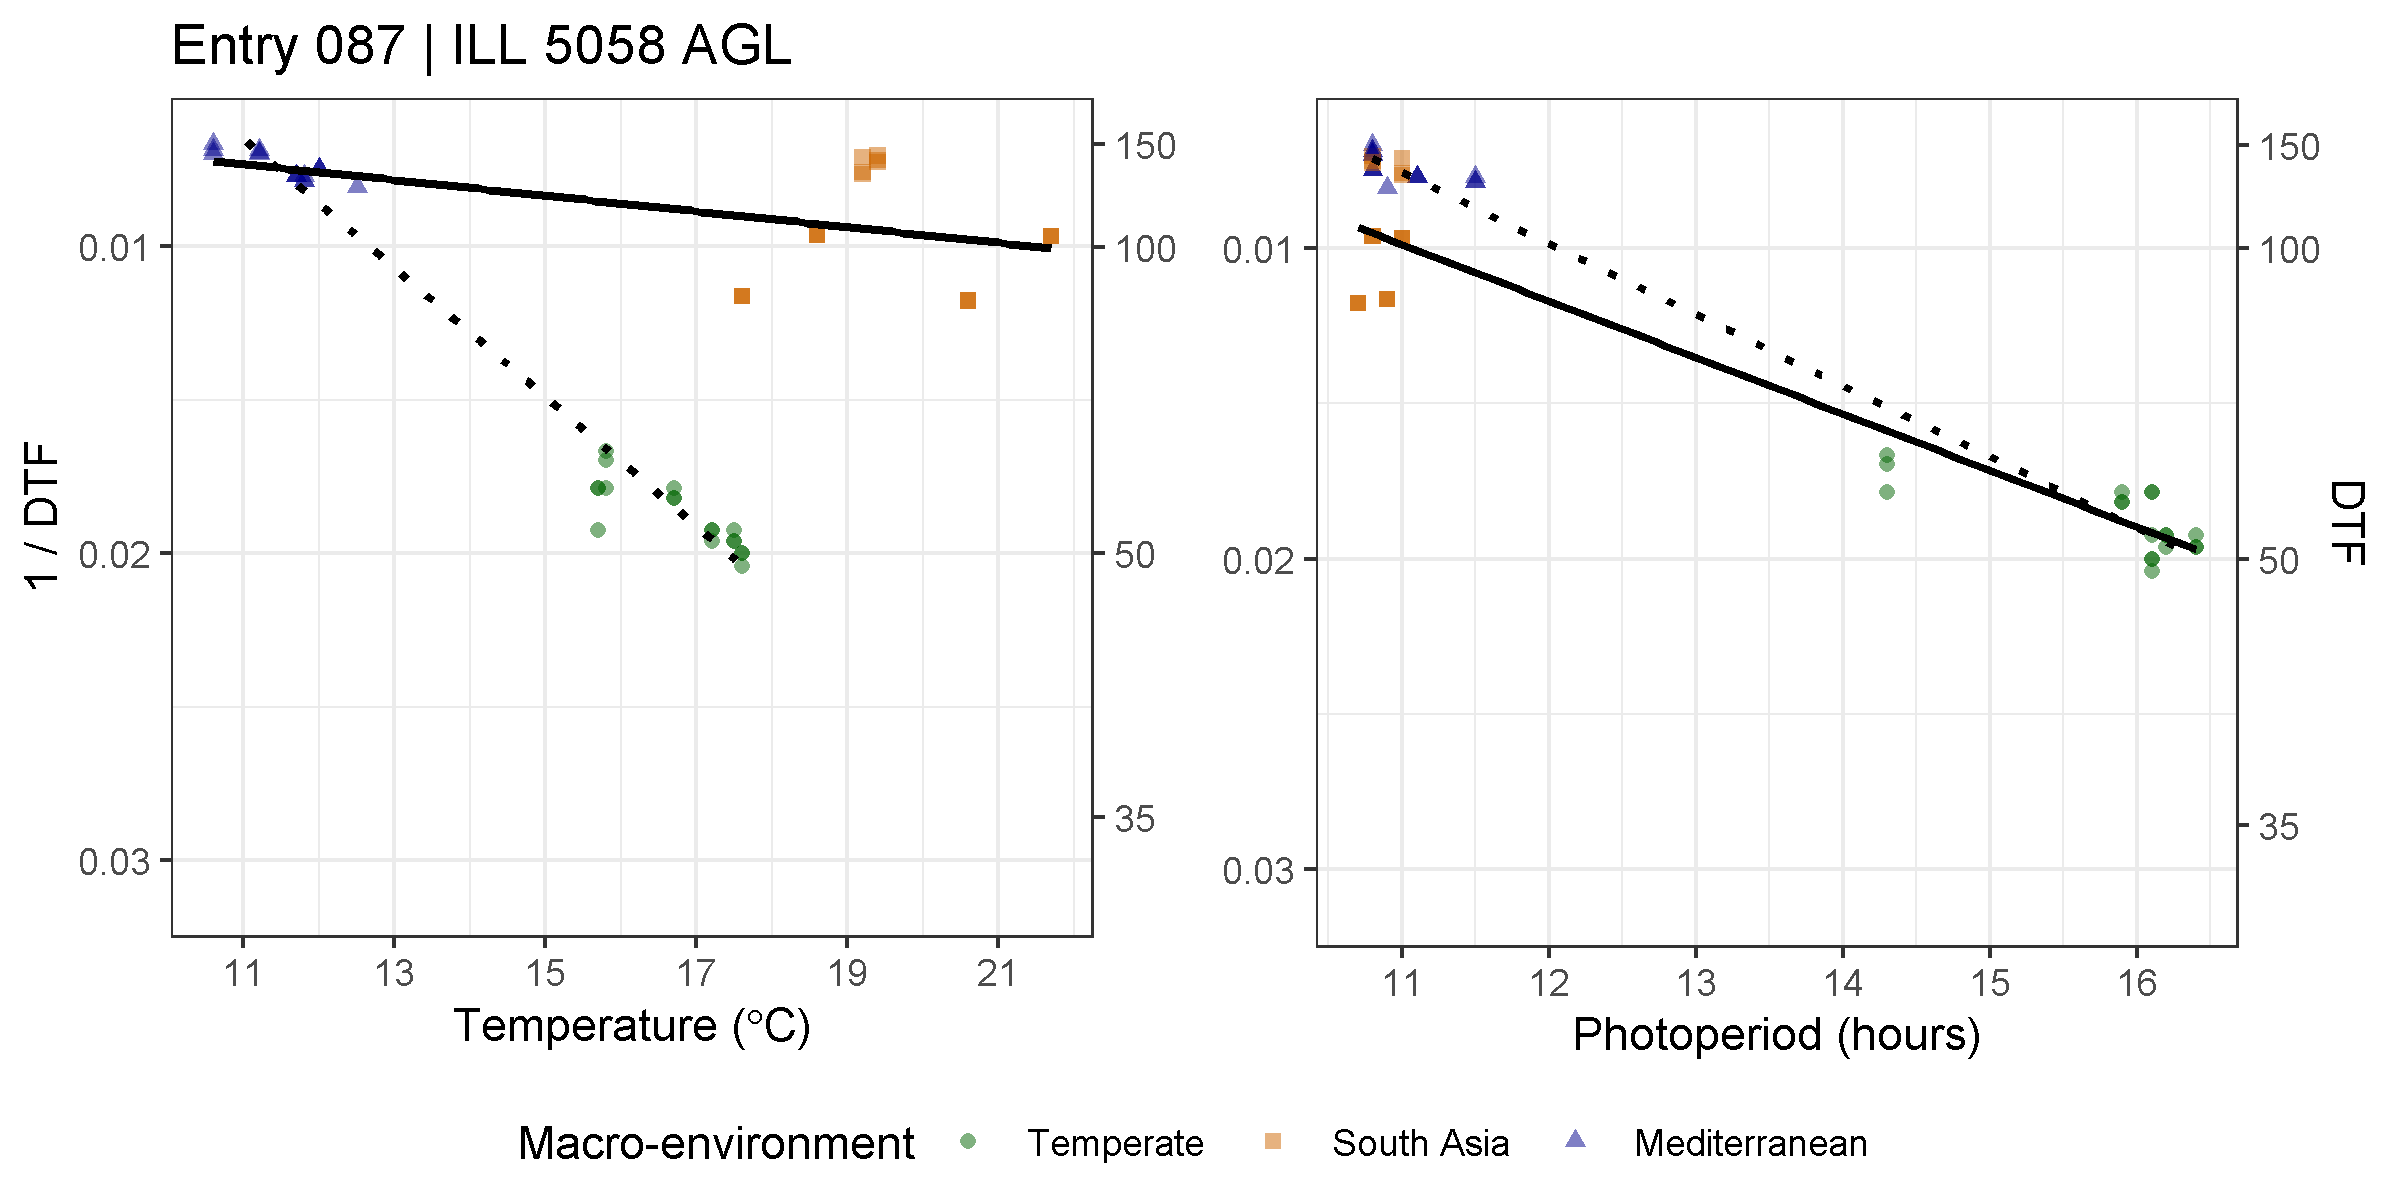 Entry 087 | ILL 5058 AGL
1 / DTF
0.01
0.02
0.03
150
100
50
35
11 13 15 17 19 21
Temperature (°C)
0.01
0.02
0.03
150
100
50
35
DTF
11 12 13 14 15 16
Photoperiod (hours)
Macro-environment Temperate South Asia Mediterranean